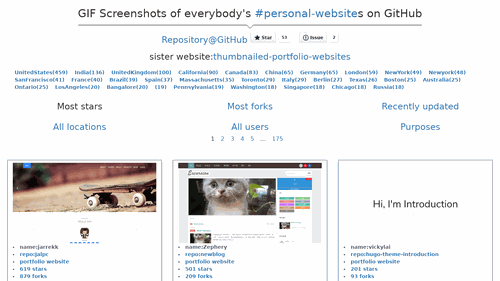 GIF Screenshots of everybody's #personal-websites on GitHub
Repository@GitHub Star 53 Issue 2
sister website:thumbnailed-portfolio-websites
UnitedStates(459) India(136) UnitedKingdom(100) California(90) Canada(83) China(65) Germany(65) London(59) NewYork(49) Newyork(48)
SanFrancisco(41) France(40) Brazil(39) Spain(37) Massachusetts(35) Toronto(29) Italy(29) Berlin(27) Texas(26) Boston(25) Australia(25)
Ontario(25) LosAngeles(20) Bangalore(20) (19) Pennsylvania(19) Washington(18) Singapore(18) Chicago(18) Russia(18)
Most stars Most forks Recently updated
All locations All users Purposes
1 2 3 4 5 ... 175
Excursion
Hi, I'm Introduction
name:jarrekk
repo:jalpc
portfolio website
619 stars
879 forks
name:Zephery
repo:newblog
portfolio website
501 stars
209 forks
name:vickylai
repo:hugo-theme-introduction
portfolio website
201 stars
93 forks